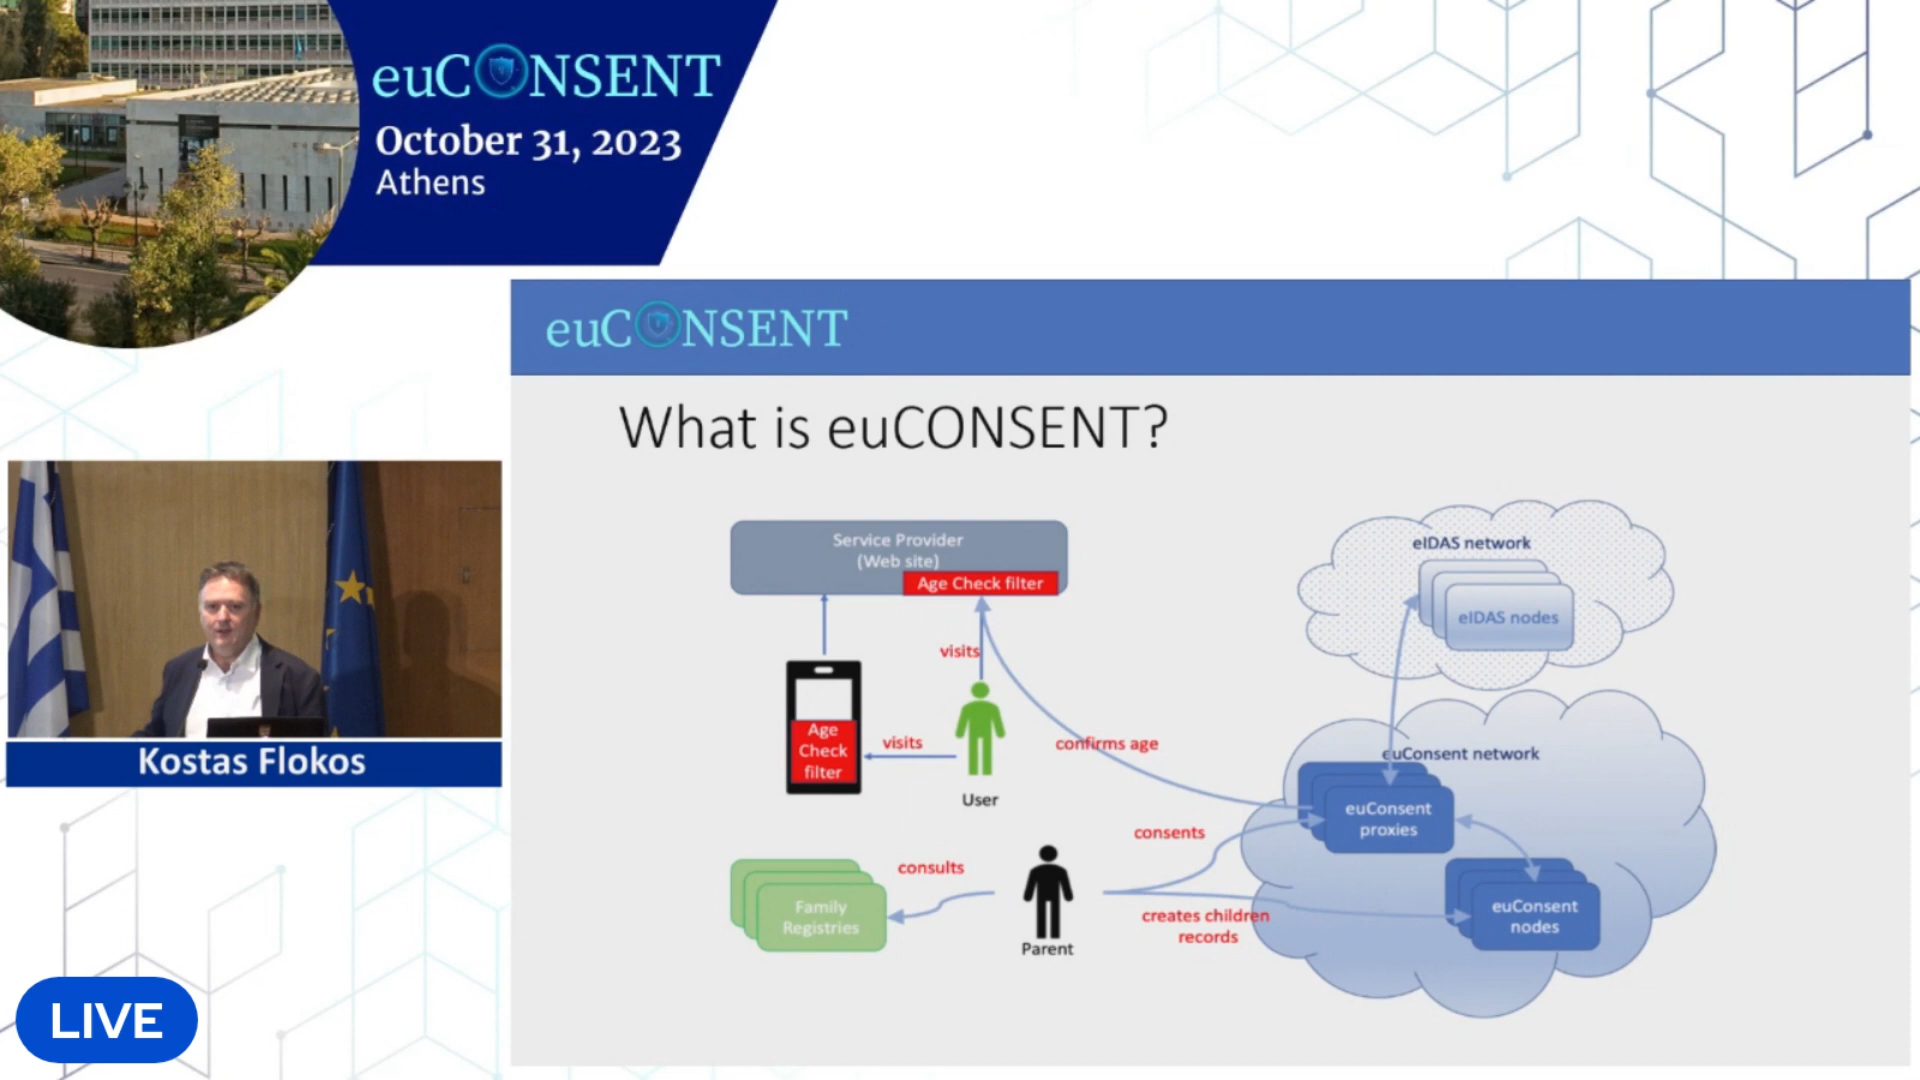 euCONSENT
October 31, 2023
Athens
euCONSENT
What is euCONSENT?
Service Provider
(Web site)
Age Check filter
visits
Age
Check
filter
visits
User
confirms age
eIDAS network
eIDAS nodes
euConsent network
euConsent
proxies
consents
consults
Family
Registries
Parent
creates children
records
euConsent
nodes
Kostas Flokos
LIVE